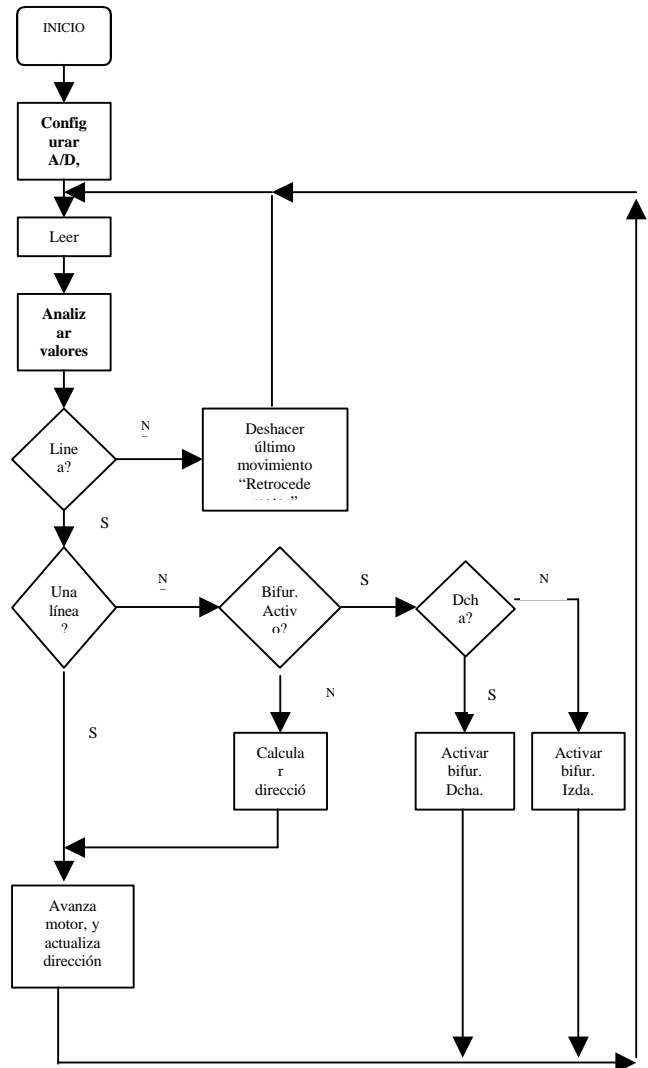 INICIO
Config
urar
A/D,
Leer
Analiz
ar
valores
Line
a?
N
Deshacer
último
movimiento
“Retrocede
motor”
S
Una
línea
?
N
Bifur.
Activ
o?
S
Dch
a?
N
S
N
S
Calcula
r
direcció
Activar
bifur.
Dcha.
Activar
bifur.
Izda.
Avanza
motor, y
actualiza
dirección